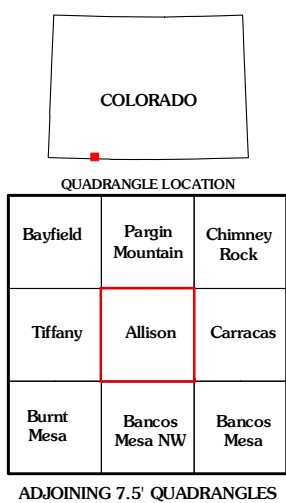 COLORADO
QUADRANGLE LOCATION
Bayfield
Pargin
Mountain
Chimney
Rock
Tiffany
Allison
Carracas
Burnt
Mesa
Bancos
Mesa NW
Bancos
Mesa
ADJOINING 7.5' QUADRANGLES